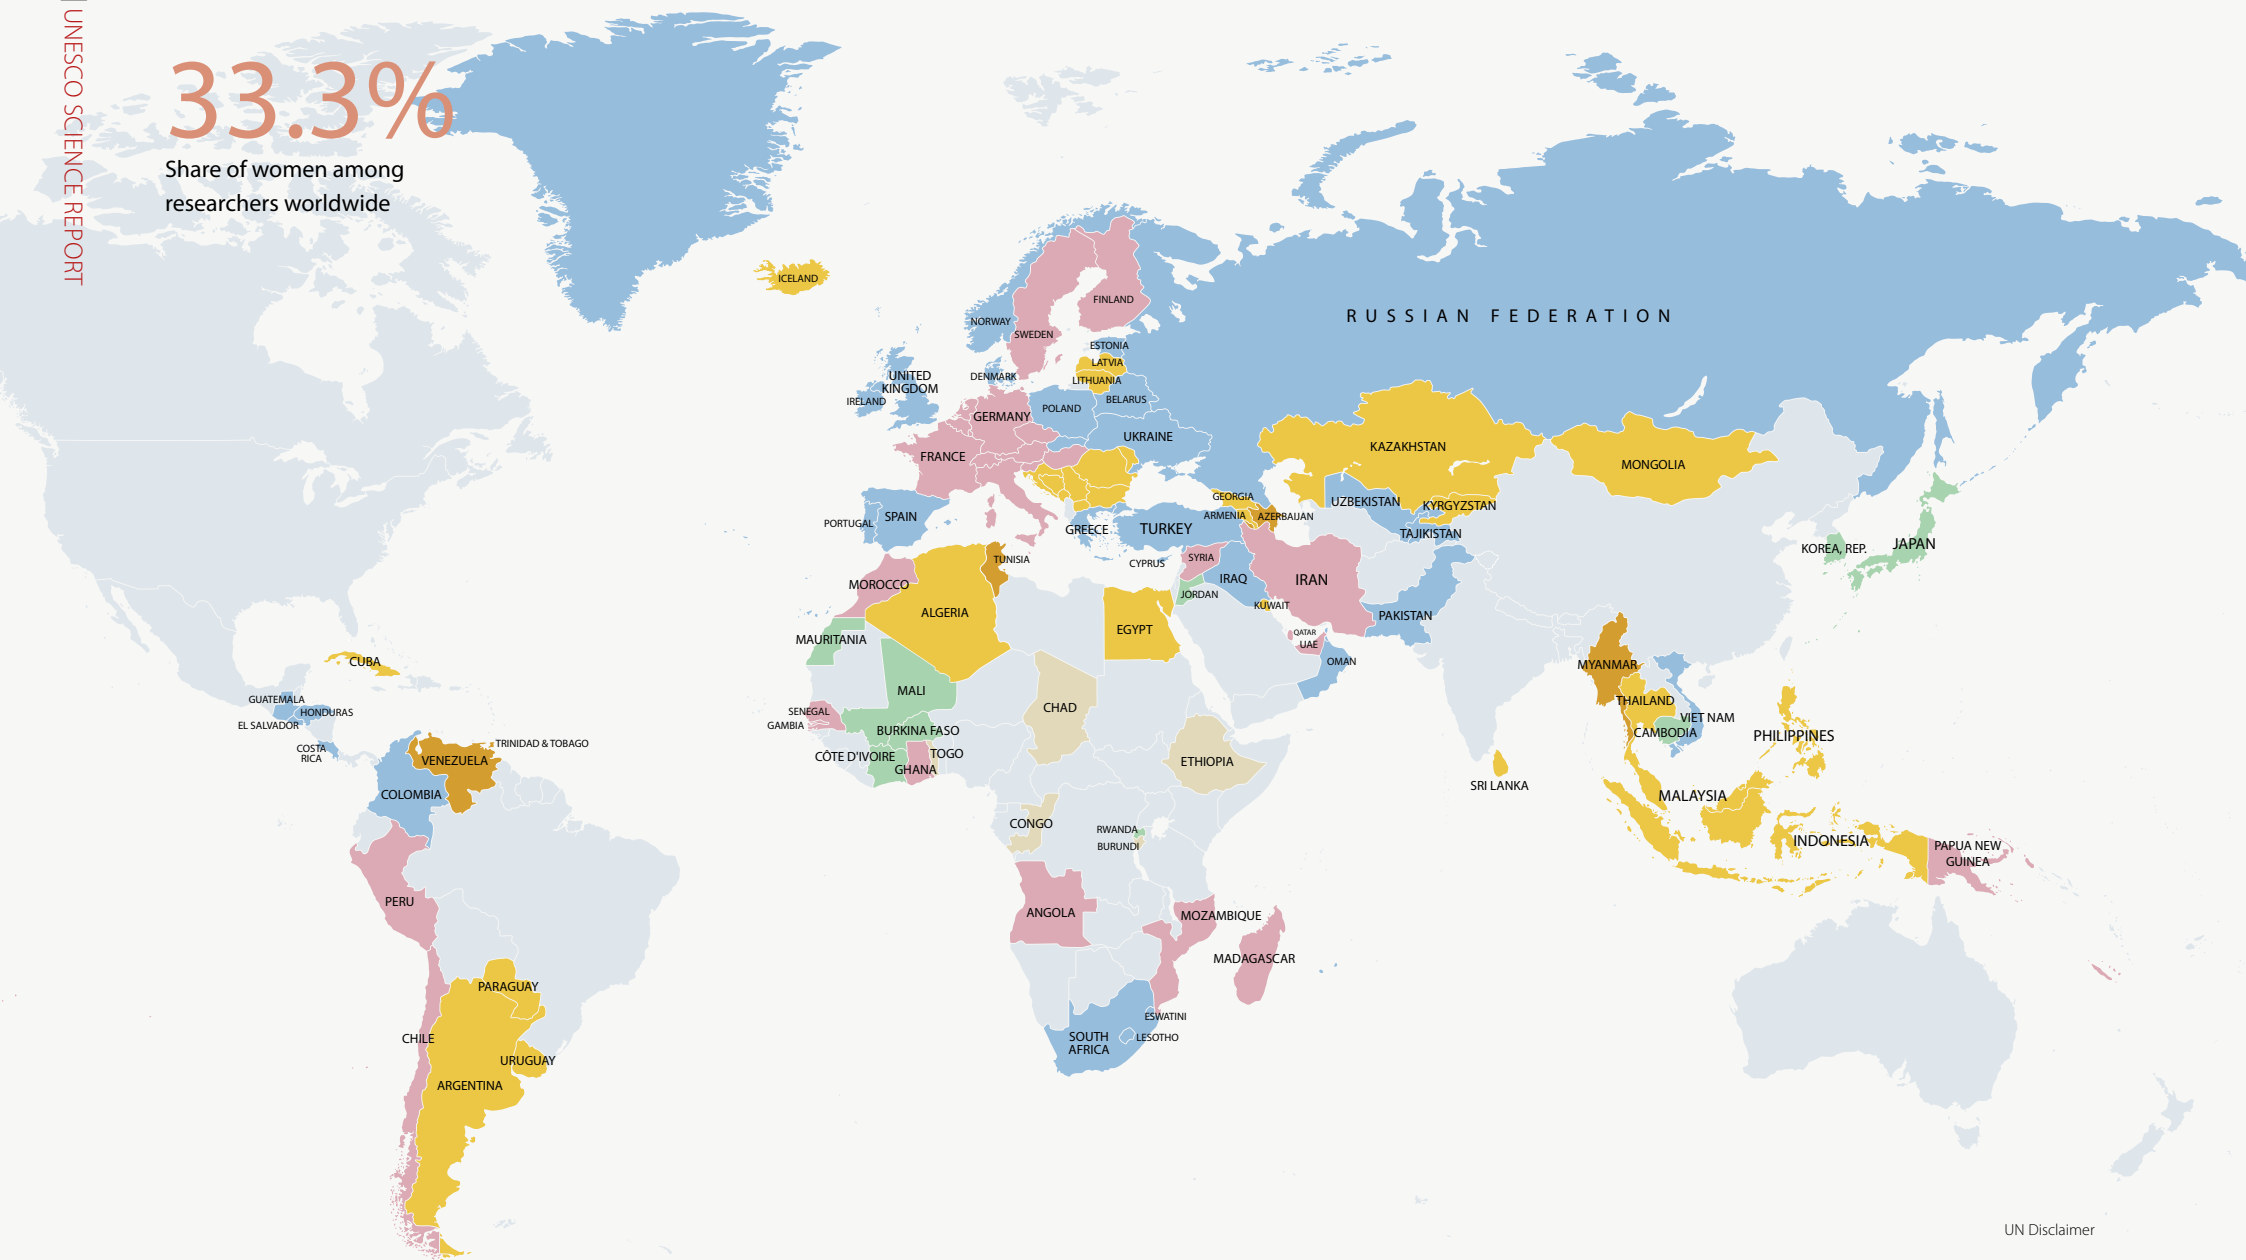 UNESCO SCIENCE REPORT
33.3%
Share of women among
researchers worldwide
ICELAND
RUSSIAN FEDERATION
FINLAND
NORWAY
SWEDEN
ESTONIA
LATVIA
LITHUANIA
DENMARK
UNITED
KINGDOM
IRELAND
BELARUS
POLAND
GERMANY
UKRAINE
FRANCE
KAZAKHSTAN
MONGOLIA
GEORGIA
UZBEKISTAN
KYRGYZSTAN
ARMENIA
AZERBAIJAN
PORTUGAL
SPAIN
GREECE
TURKEY
TAJIKISTAN
KOREA, REP.
JAPAN
TUNISIA
CYPRUS
SYRIA
MOROCCO
IRAQ
IRAN
JORDAN
KUWAIT
ALGERIA
PAKISTAN
EGYPT
QATAR
UAE
MAURITANIA
OMAN
CUBA
MYANMAR
MALI
CHAD
THAILAND
GUATEMALA
HONDURAS
EL SALVADOR
SENEGAL
GAMBIA
VIET NAM
CAMBODIA
PHILIPPINES
BURKINA FASO
COSTA
RICA
TRINIDAD & TOBAGO
VENEZUELA
CÔTE D'IVOIRE
TOGO
GHANA
ETHIOPIA
SRI LANKA
COLOMBIA
MALAYSIA
CONGO
RWANDA
BURUNDI
INDONESIA
PAPUA NEW
GUINEA
PERU
ANGOLA
MOZAMBIQUE
MADAGASCAR
PARAGUAY
ESWATINI
CHILE
SOUTH
AFRICA
LESOTHO
URUGUAY
ARGENTINA
UN Disclaimer